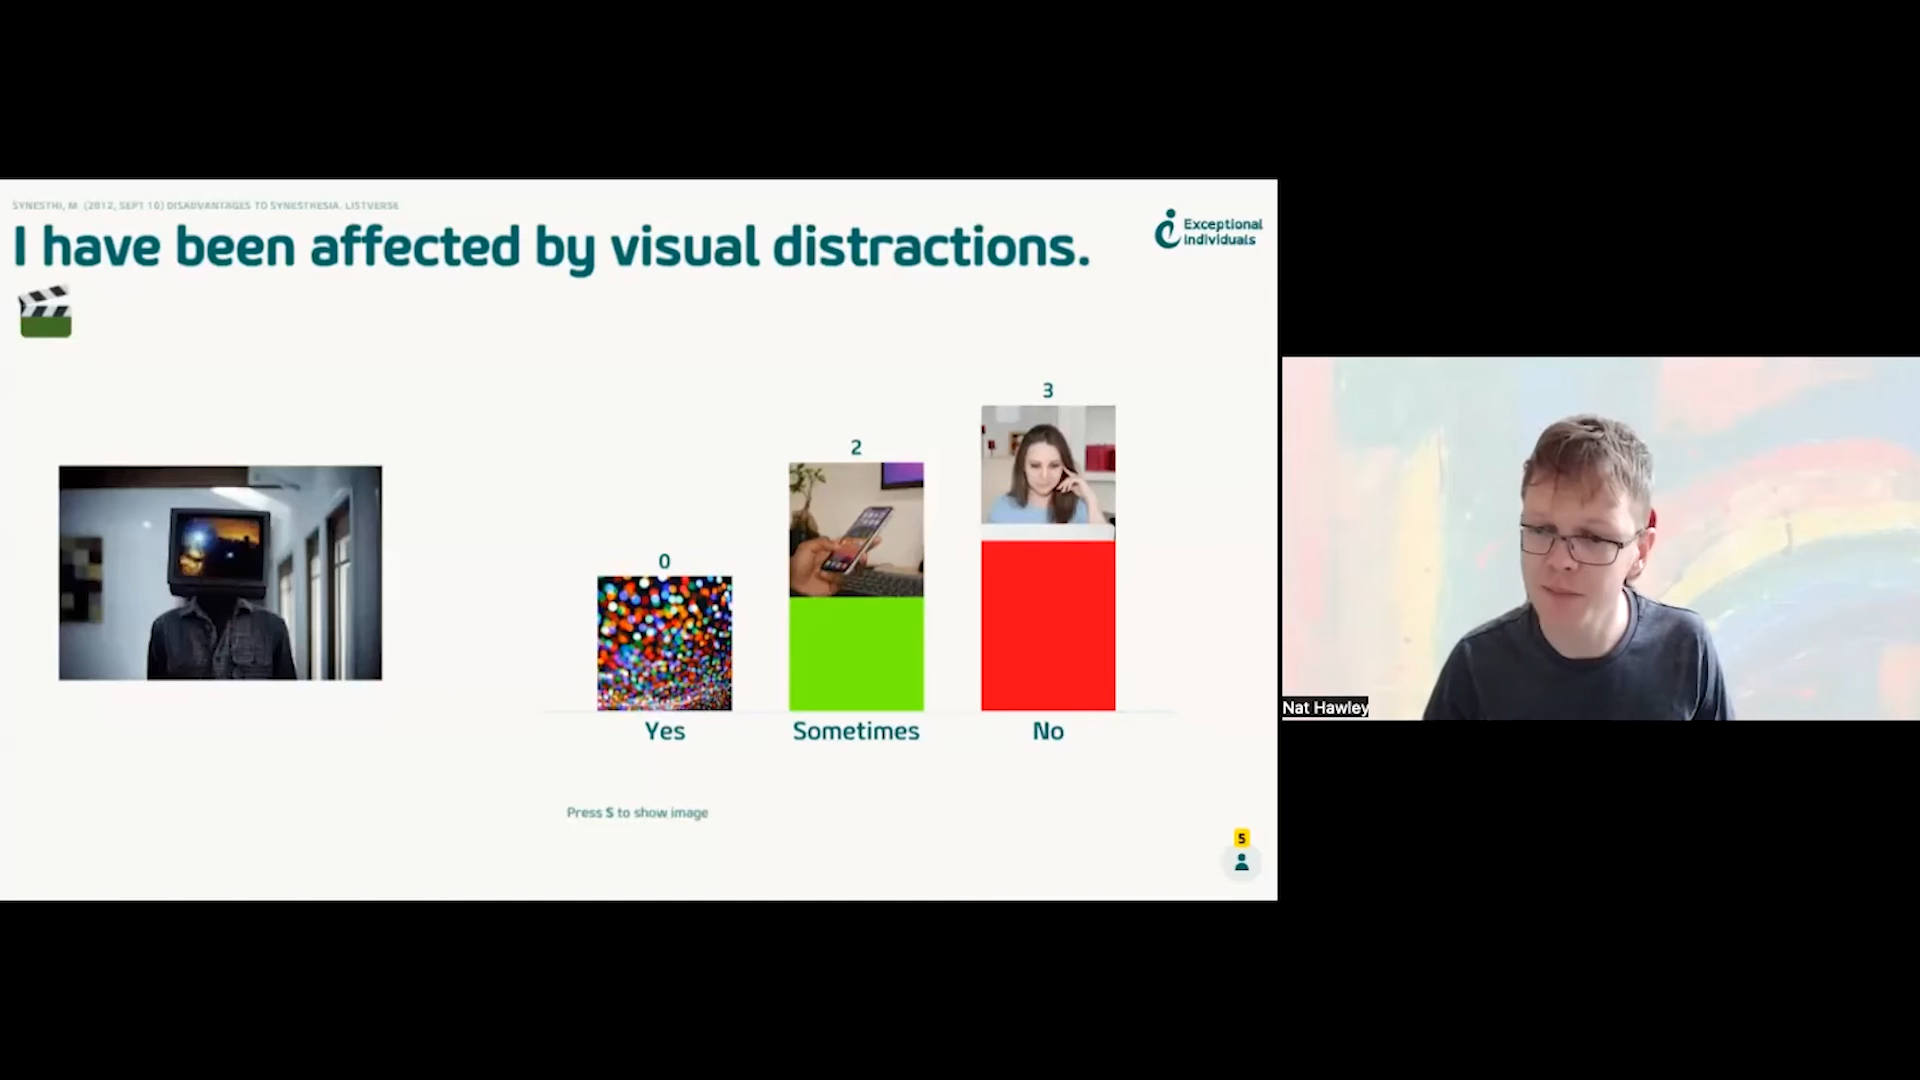 SYNESTHI, M. (2012, SEPT 10) DISADVANTAGES TO SYNESTHESIA. LISTVERSE
I have been affected by visual distractions.
Exceptional
Individuals
0
2
3
Yes
Sometimes
No
Press S to show image
5
Nat Hawley